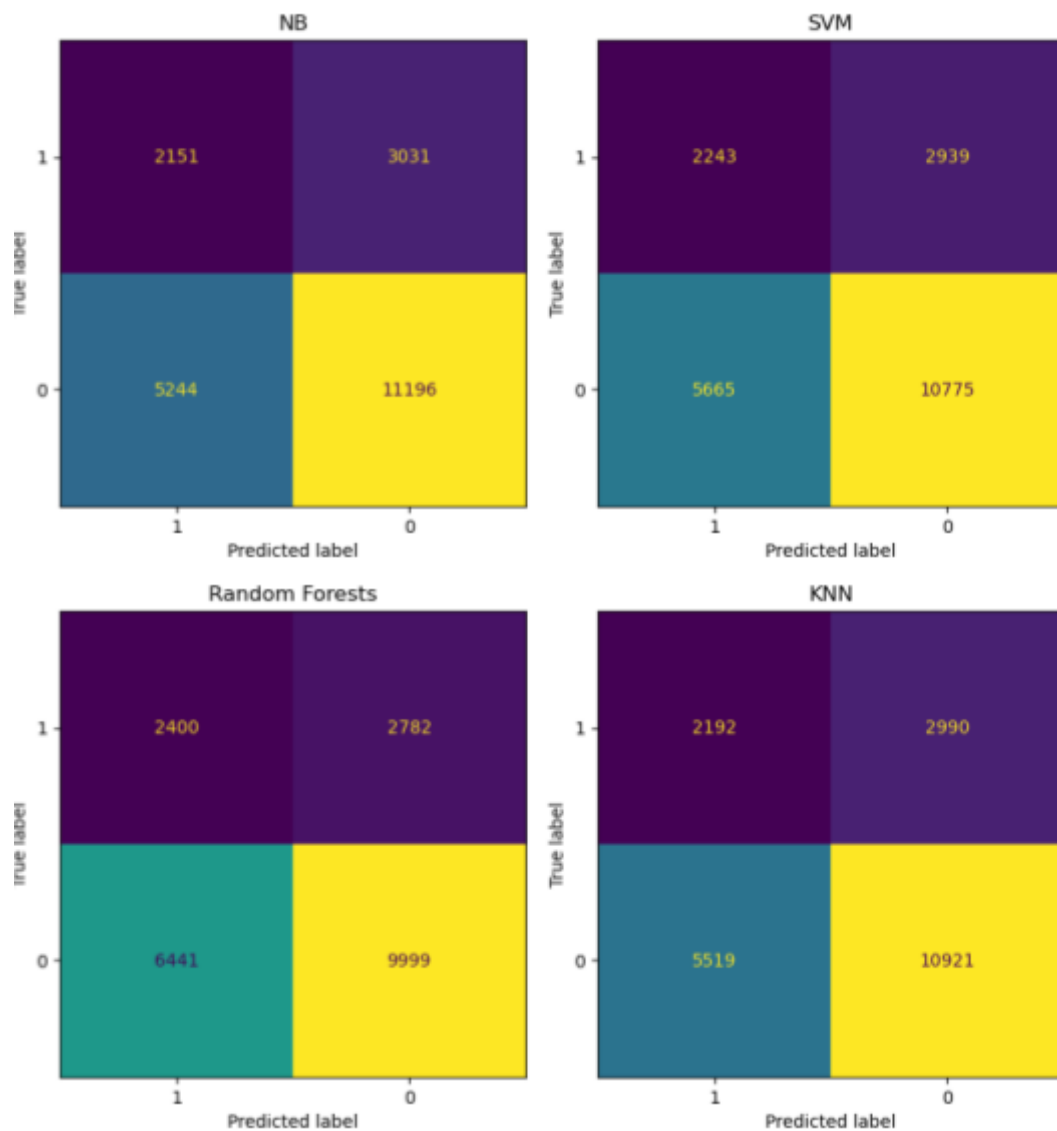 NB
1
2151
3031
True label
0
5244
11196
1
0
Predicted label
SVM
1
2243
2939
True label
0
5665
10775
1
0
Predicted label
Random Forests
1
2400
2782
True label
0
6441
9999
1
0
Predicted label
KNN
1
2192
2990
True label
0
5519
10921
1
0
Predicted label